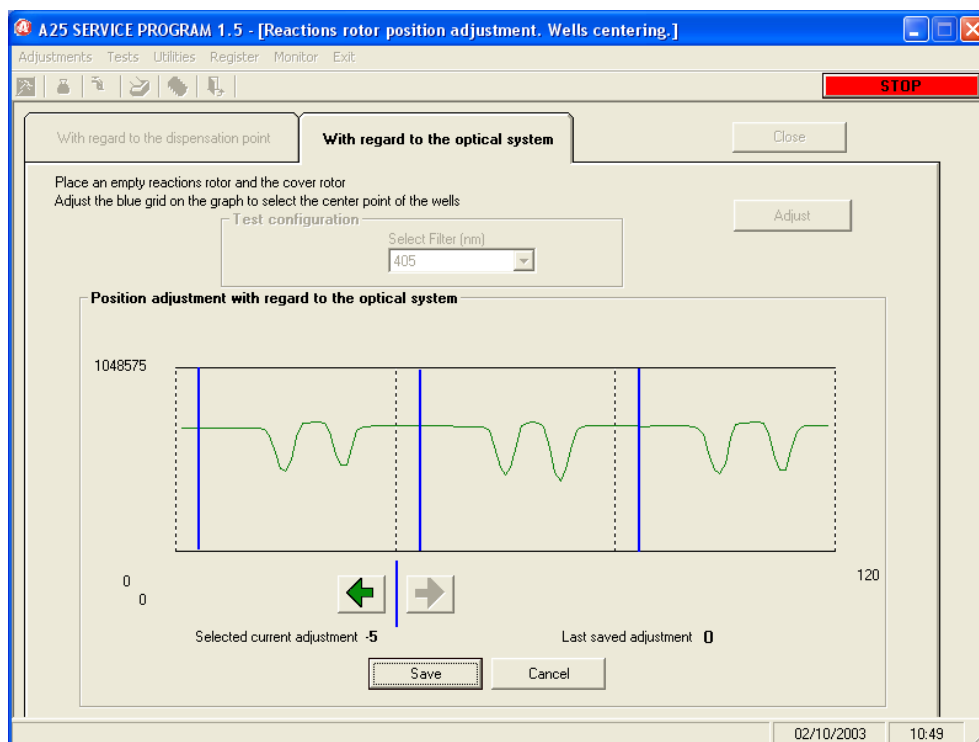 A25 SERVICE PROGRAM 1.5 - [Reactions rotor position adjustment. Wells centering.]
Adjustments Tests Utilities Register Monitor Exit
STOP
With regard to the dispensation point
With regard to the optical system
Close
Place an empty reactions rotor and the cover rotor
Adjust the blue grid on the graph to select the center point of the wells
Adjust
Test configuration
Select Filter (nm)
405
Position adjustment with regard to the optical system
1048575
0
0
120
Selected current adjustment -5
Last saved adjustment 0
Save
Cancel
02/10/2003
10:49